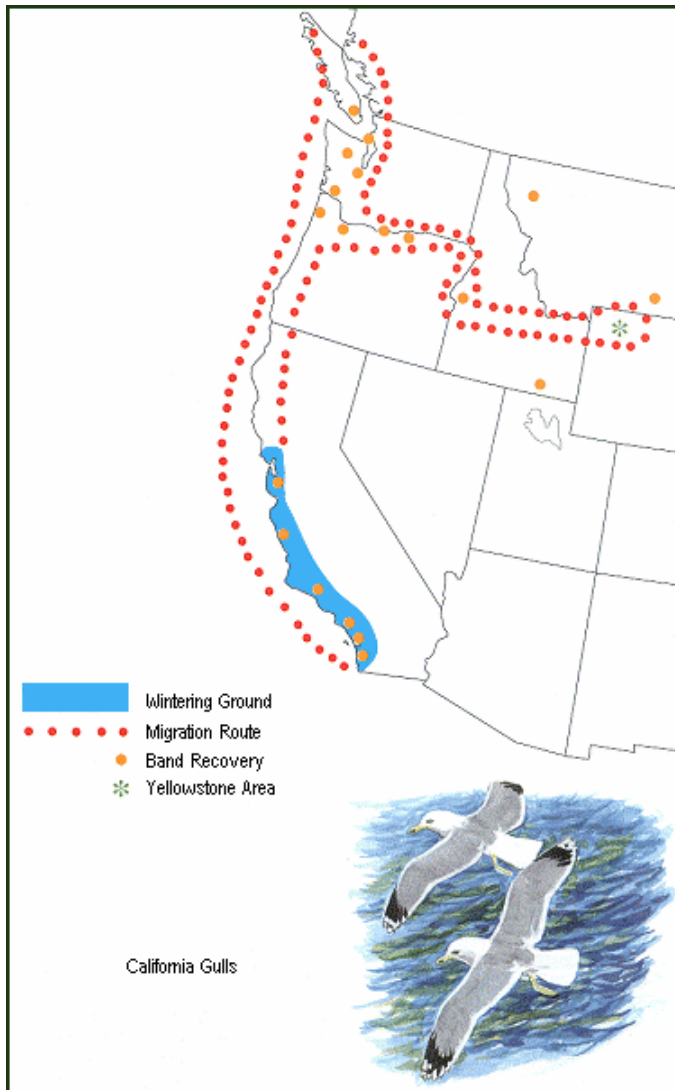 Wintering Ground
Migration Route
Band Recovery
Yellowstone Area
California Gulls